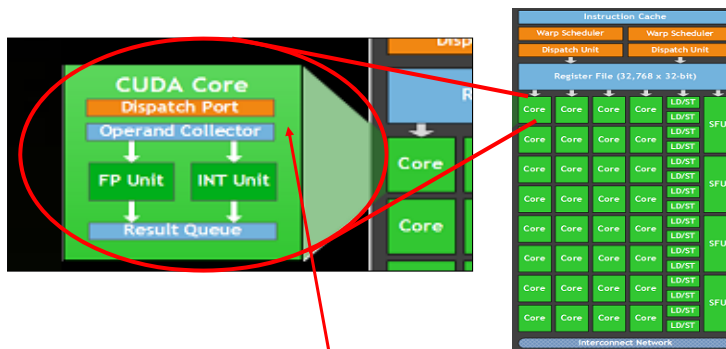 CUDA Core
Dispatch Port
Operand Collector
FP Unit INT Unit
Result Queue
Disp
R
Core
Core
Instruction Cache
Warp Scheduler Warp Scheduler
Dispatch Unit Dispatch Unit
Register File (32,768 x 32-bit)
Core Core Core Core LD/ST LD/ST SFU
Core Core Core Core LD/ST LD/ST
Core Core Core Core LD/ST LD/ST SFU
Core Core Core Core LD/ST LD/ST
Core Core Core Core LD/ST LD/ST SFU
Core Core Core Core LD/ST LD/ST
Core Core Core Core LD/ST LD/ST SFU
Core Core Core Core LD/ST LD/ST
Interconnect Network